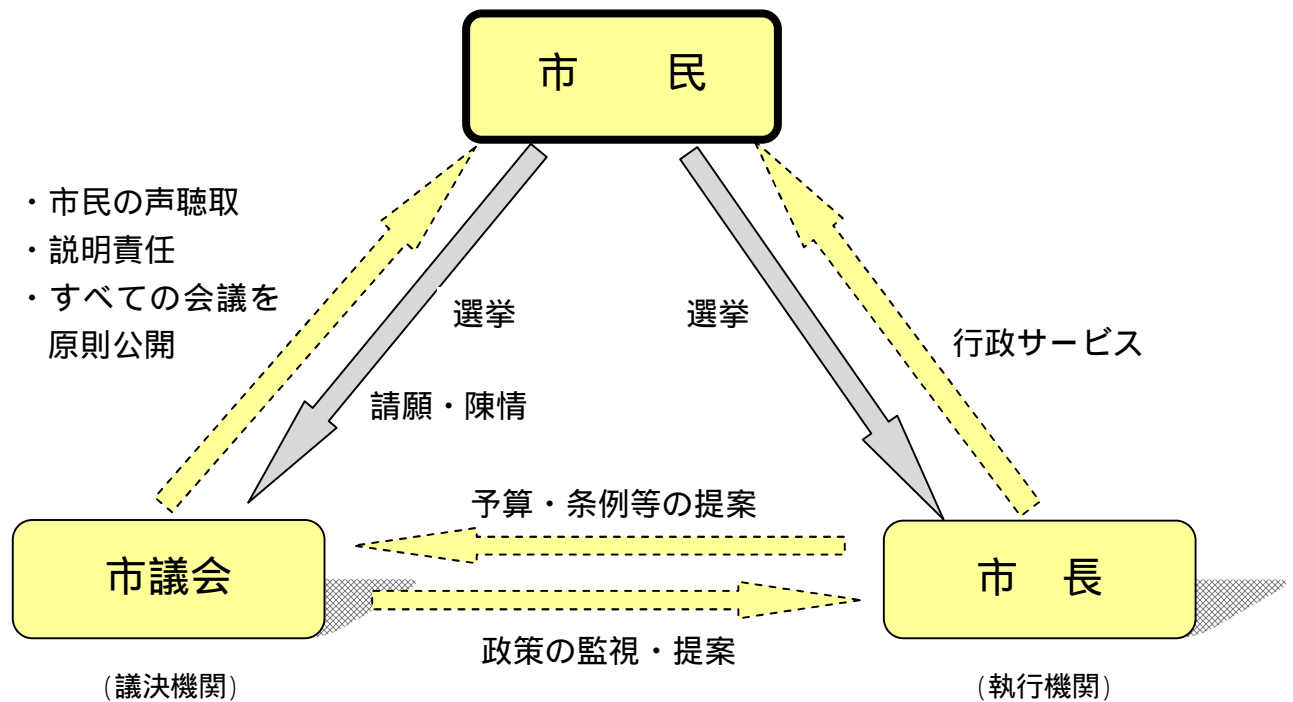 市　　民
・市民の声聴取
・説明責任
・すべての会議を
原則公開
選挙
選挙
行政サービス
請願・陳情
予算・条例等の提案
市議会
市　長
政策の監視・提案
(議決機関)
(執行機関)